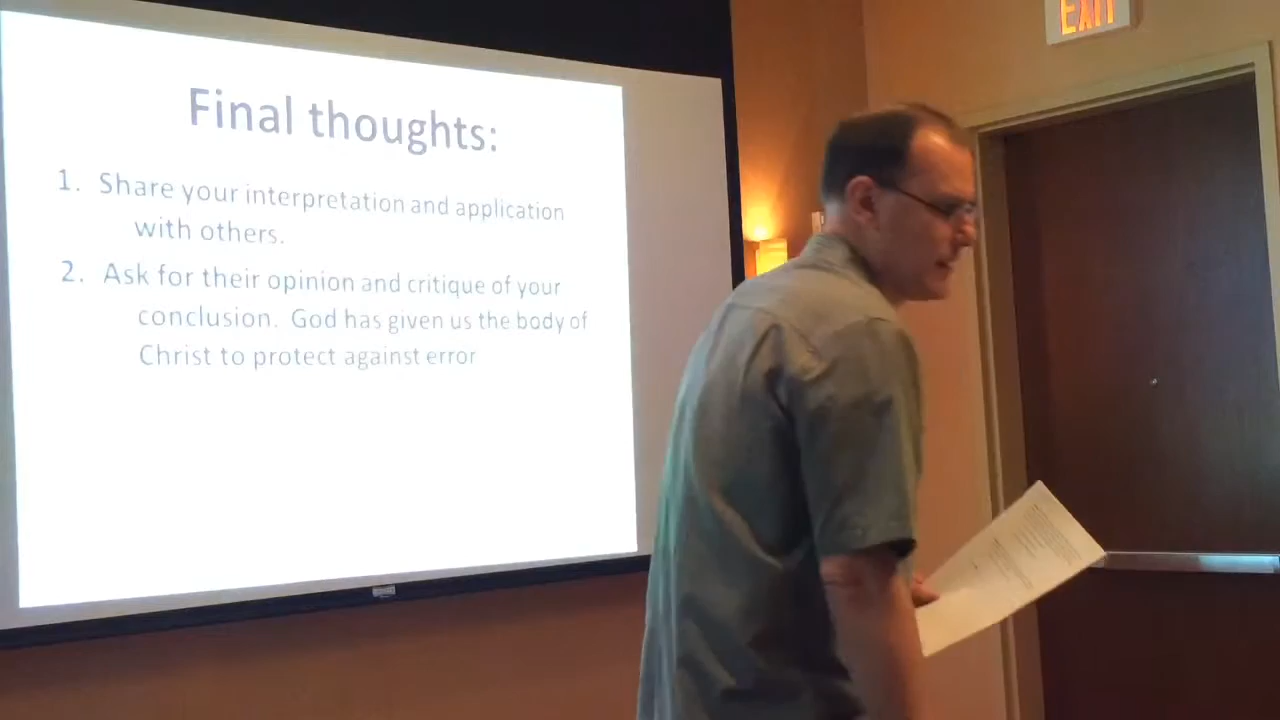 EXIT
Final thoughts:
1. Share your interpretation and application
with others.
2. Ask for their opinion and critique of your
conclusion. God has given us the body of
Christ to protect against error